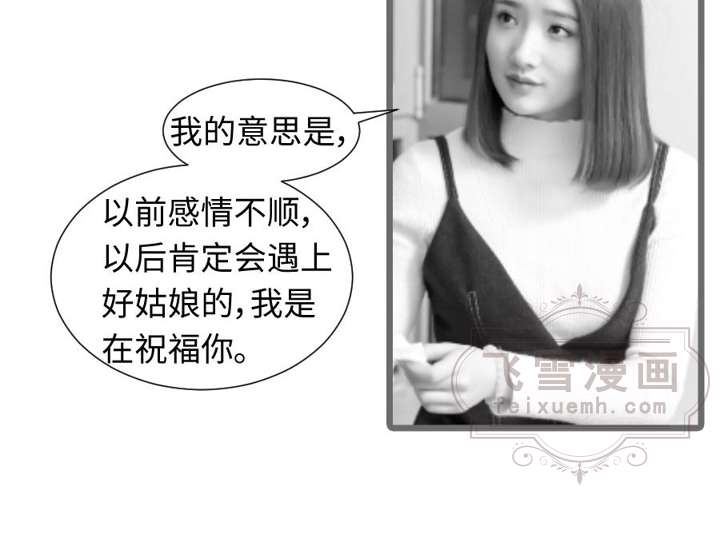 我的意思是，
以前感情不顺，
以后肯定会遇上
好姑娘的，我是
在祝福你。
飞雪漫画
feixuemh.com